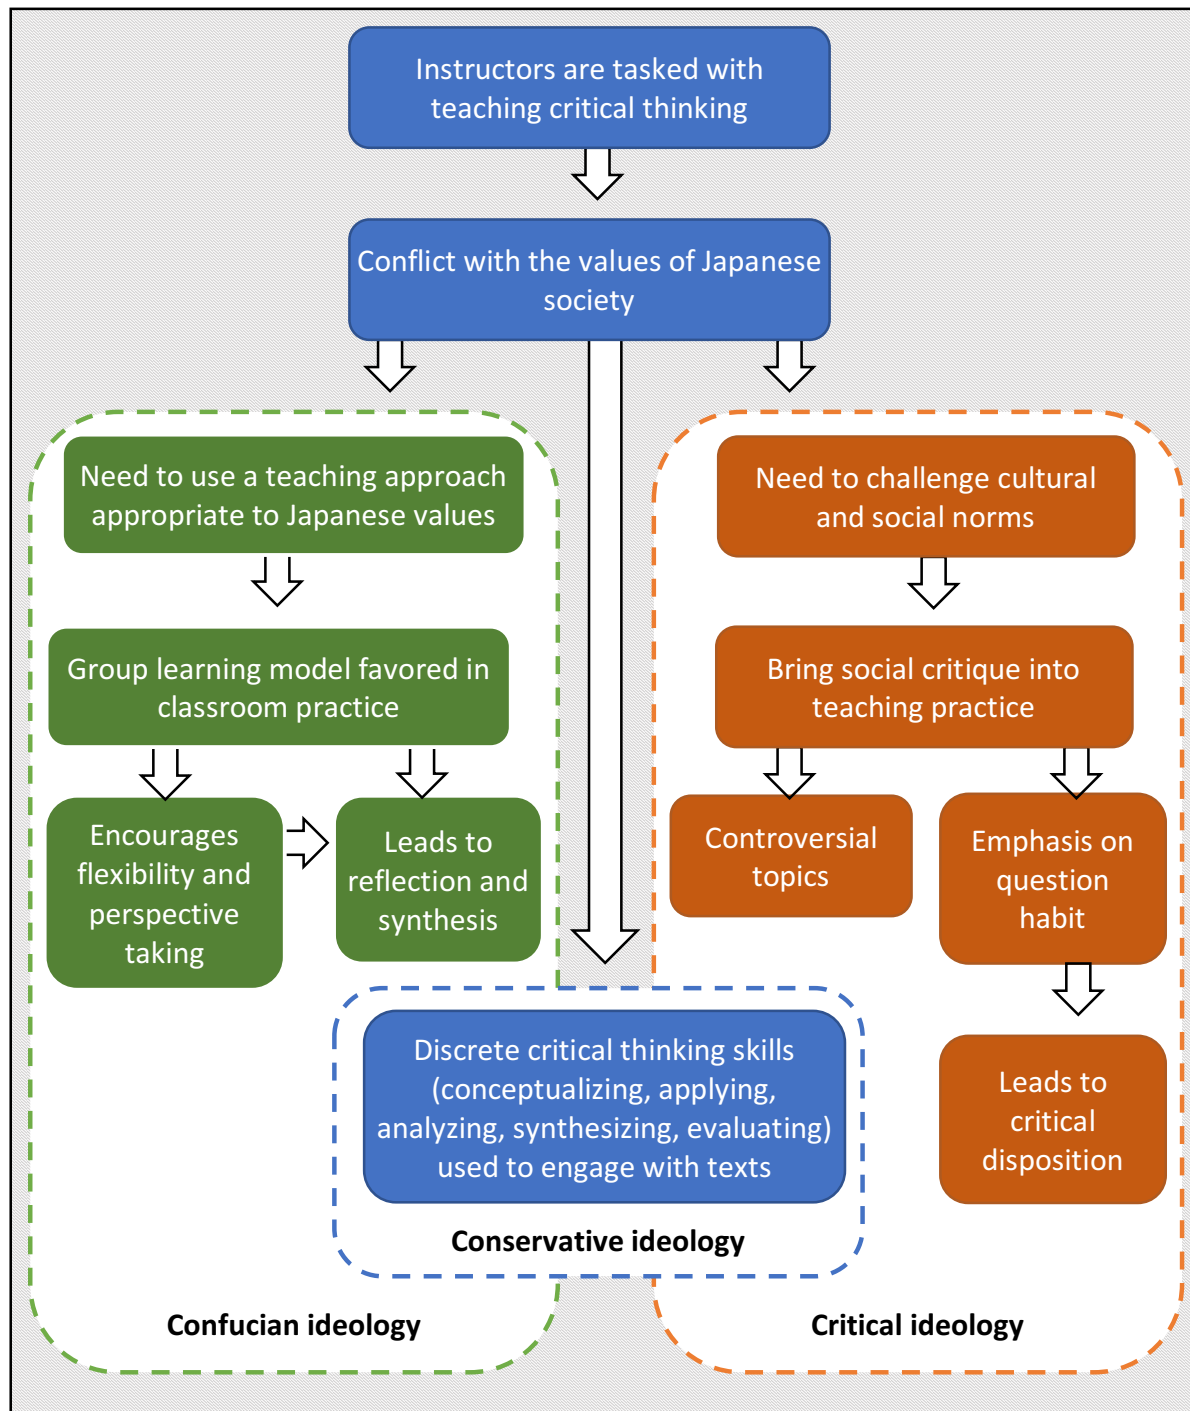 Instructors are tasked with
teaching critical thinking
Conflict with the values of Japanese
society
Need to use a teaching approach
appropriate to Japanese values
Group learning model favored in
classroom practice
Encourages
flexibility and
perspective
taking
Leads to
reflection and
synthesis
Need to challenge cultural
and social norms
Bring social critique into
teaching practice
Controversial
topics
Emphasis on
question
habit
Leads to
critical
disposition
Discrete critical thinking skills
(conceptualizing, applying,
analyzing, synthesizing, evaluating)
used to engage with texts
Conservative ideology
Confucian ideology
Critical ideology